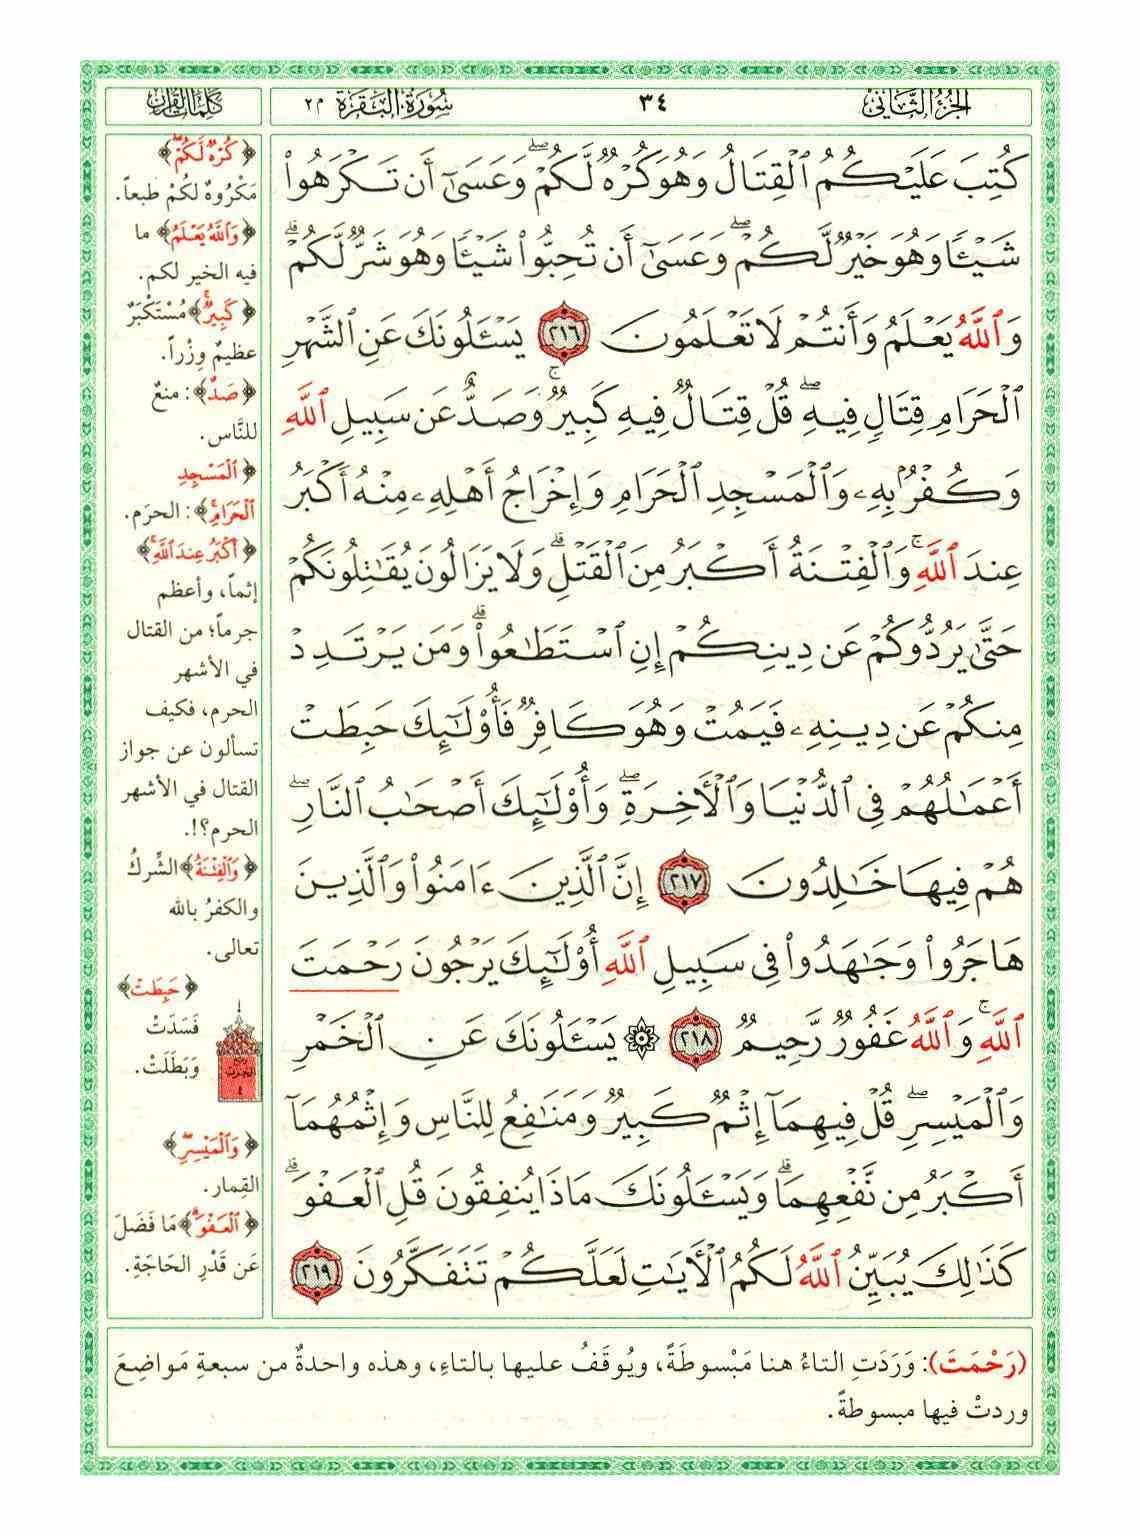 الجزء الثاني
٣٤
سورة البقرة م٢
كلمات القرآن
كُتِبَ عَلَيْكُمُ ٱلْقِتَالُ وَهُوَ كُرْهٌ لَّكُمْ ۖ وَعَسَىٰٓ أَن تَكْرَهُوا۟
شَيْـًٔا وَهُوَ خَيْرٌ لَّكُمْ ۖ وَعَسَىٰٓ أَن تُحِبُّوا۟ شَيْـًٔا وَهُوَ شَرٌّ لَّكُمْ ۗ
وَٱللَّهُ يَعْلَمُ وَأَنتُمْ لَا تَعْلَمُونَ ٢١٦ يَسْـَٔلُونَكَ عَنِ ٱلشَّهْرِ
ٱلْحَرَامِ قِتَالٍ فِيهِ ۖ قُلْ قِتَالٌ فِيهِ كَبِيرٌ ۚ وَصَدٌّ عَن سَبِيلِ ٱللَّهِ
وَكُفْرٌۢ بِهِۦ وَٱلْمَسْجِدِ ٱلْحَرَامِ وَإِخْرَاجُ أَهْلِهِۦ مِنْهُ أَكْبَرُ
عِندَ ٱللَّهِ ۚ وَٱلْفِتْنَةُ أَكْبَرُ مِنَ ٱلْقَتْلِ ۗ وَلَا يَزَالُونَ يُقَـٰتِلُونَكُمْ
حَتَّىٰ يَرُدُّوكُمْ عَن دِينِكُمْ إِنِ ٱسْتَطَـٰعُوا۟ ۚ وَمَن يَرْتَدِدْ
مِنكُمْ عَن دِينِهِۦ فَيَمُتْ وَهُوَ كَافِرٌ فَأُو۟لَـٰٓئِكَ حَبِطَتْ
أَعْمَـٰلُهُمْ فِى ٱلدُّنْيَا وَٱلْـَٔاخِرَةِ ۖ وَأُو۟لَـٰٓئِكَ أَصْحَـٰبُ ٱلنَّارِ ۖ
هُمْ فِيهَا خَـٰلِدُونَ ٢١٧ إِنَّ ٱلَّذِينَ ءَامَنُوا۟ وَٱلَّذِينَ
هَاجَرُوا۟ وَجَـٰهَدُوا۟ فِى سَبِيلِ ٱللَّهِ أُو۟لَـٰٓئِكَ يَرْجُونَ رَحْمَتَ
ٱللَّهِ ۚ وَٱللَّهُ غَفُورٌ رَّحِيمٌ ٢١٨ ۞ يَسْـَٔلُونَكَ عَنِ ٱلْخَمْرِ
وَٱلْمَيْسِرِ ۖ قُلْ فِيهِمَآ إِثْمٌ كَبِيرٌ وَمَنَـٰفِعُ لِلنَّاسِ وَإِثْمُهُمَآ
أَكْبَرُ مِن نَّفْعِهِمَا ۗ وَيَسْـَٔلُونَكَ مَاذَا يُنفِقُونَ قُلِ ٱلْعَفْوَ ۗ
كَذَٰلِكَ يُبَيِّنُ ٱللَّهُ لَكُمُ ٱلْـَٔايَـٰتِ لَعَلَّكُمْ تَتَفَكَّرُونَ ٢١٩
﴿كُرْهٌ لَّكُمْ ۖ﴾
مَكْرُوهٌ لكُمْ طبعاً.
﴿وَٱللَّهُ يَعْلَمُ﴾ ما
فيه الخير لكم.
﴿كَبِيرٌ ۚ﴾ مُسْتَكْبَرٌ
عظيمٌ وِزْراً.
﴿صَدٌّ﴾: منعٌ
للنَّاس.
﴿ٱلْمَسْجِدِ
ٱلْحَرَامِ﴾: الحرَم.
﴿أَكْبَرُ عِندَ ٱللَّهِ ۚ﴾
إثماً، وأعظم
جرماً؛ من القتال
في الأشهر
الحرم، فكيف
تسألون عن جواز
القتال في الأشهر
الحرم؟!.
﴿وَٱلْفِتْنَةُ﴾ الشِّركُ
والكفرُ بالله
تعالى.
﴿حَبِطَتْ﴾
فَسَدَتْ
وَبَطَلَتْ.
ربع
الحزب
٤
﴿وَٱلْمَيْسِرِ ۖ﴾
القِمار.
﴿ٱلْعَفْوَ ۗ﴾ مَا فَضَلَ
عَن قَدْرِ الحَاجَةِ.
(رَحْمَتَ): وَرَدَتِ التاءُ هنا مَبْسوطَةً، ويُوقَفُ عليها بالتاءِ، وهذه واحدةٌ من سبعةِ مَواضِعَ
وردتْ فيها مبسوطةً.